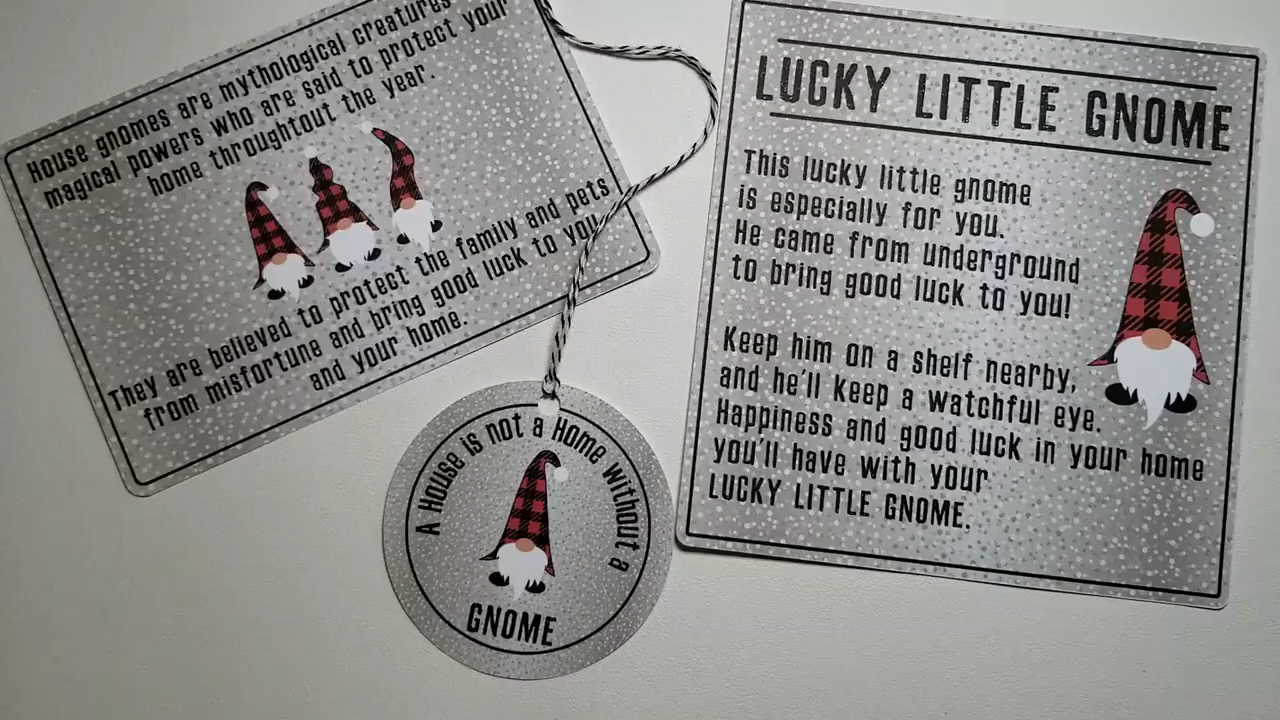 House gnomes are mythological creatures
magical powers who are said to protect your
home throughtout the year.
They are believed to protect the family and pets
from misfortune and bring good luck to you
and your home.
A House is not a Home without a
GNOME
LUCKY LITTLE GNOME
This lucky little gnome
is especially for you.
He came from underground
to bring good luck to you!
Keep him on a shelf nearby,
and he'll keep a watchful eye.
Happiness and good luck in your home
you'll have with your
LUCKY LITTLE GNOME.